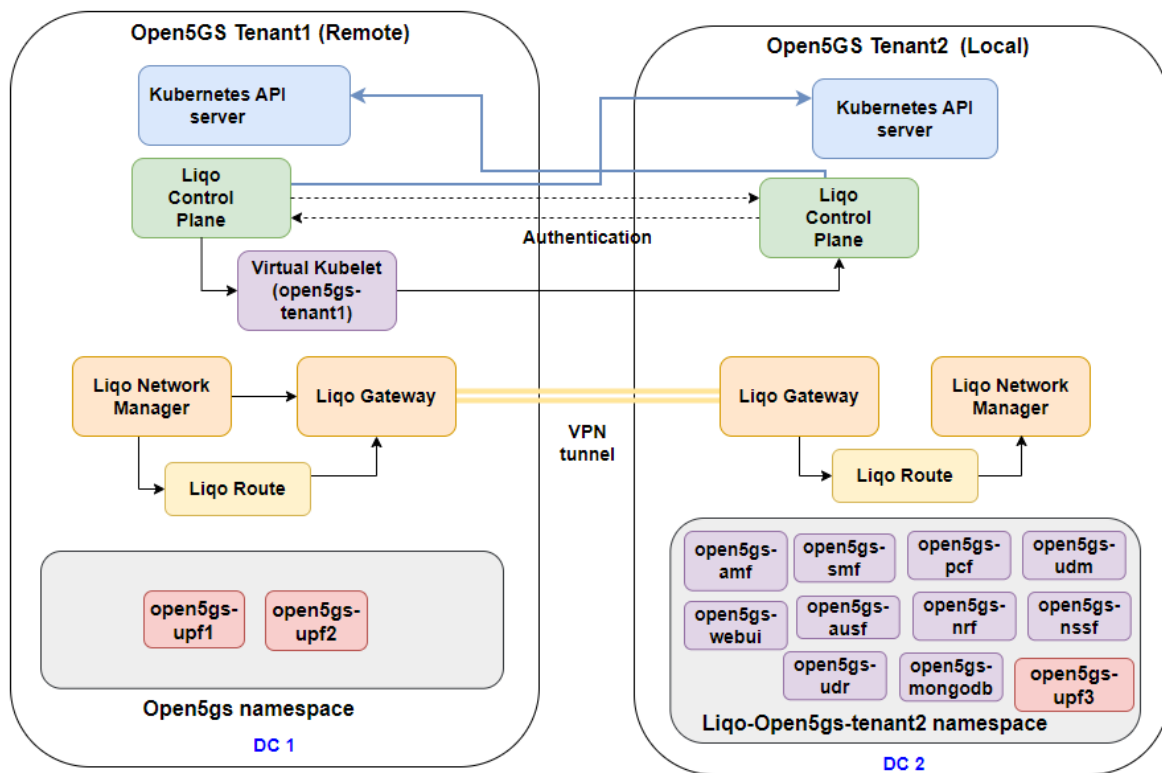 Open5GS Tenant1 (Remote)
Kubernetes API
server
Liqo
Control
Plane
Virtual Kubelet
(open5gs-
tenant1)
Liqo Network
Manager
Liqo Gateway
Liqo Route
open5gs-
upf1
open5gs-
upf2
Open5gs namespace
DC 1
Authentication
VPN
tunnel
Open5GS Tenant2 (Local)
Kubernetes API
server
Liqo
Control
Plane
Liqo Gateway
Liqo Network
Manager
Liqo Route
open5gs-
amf
open5gs-
smf
open5gs-
pcf
open5gs-
udm
open5gs-
webui
open5gs-
ausf
open5gs-
nrf
open5gs-
nssf
open5gs-
udr
open5gs-
mongodb
open5gs-
upf3
Liqo-Open5gs-tenant2 namespace
DC 2